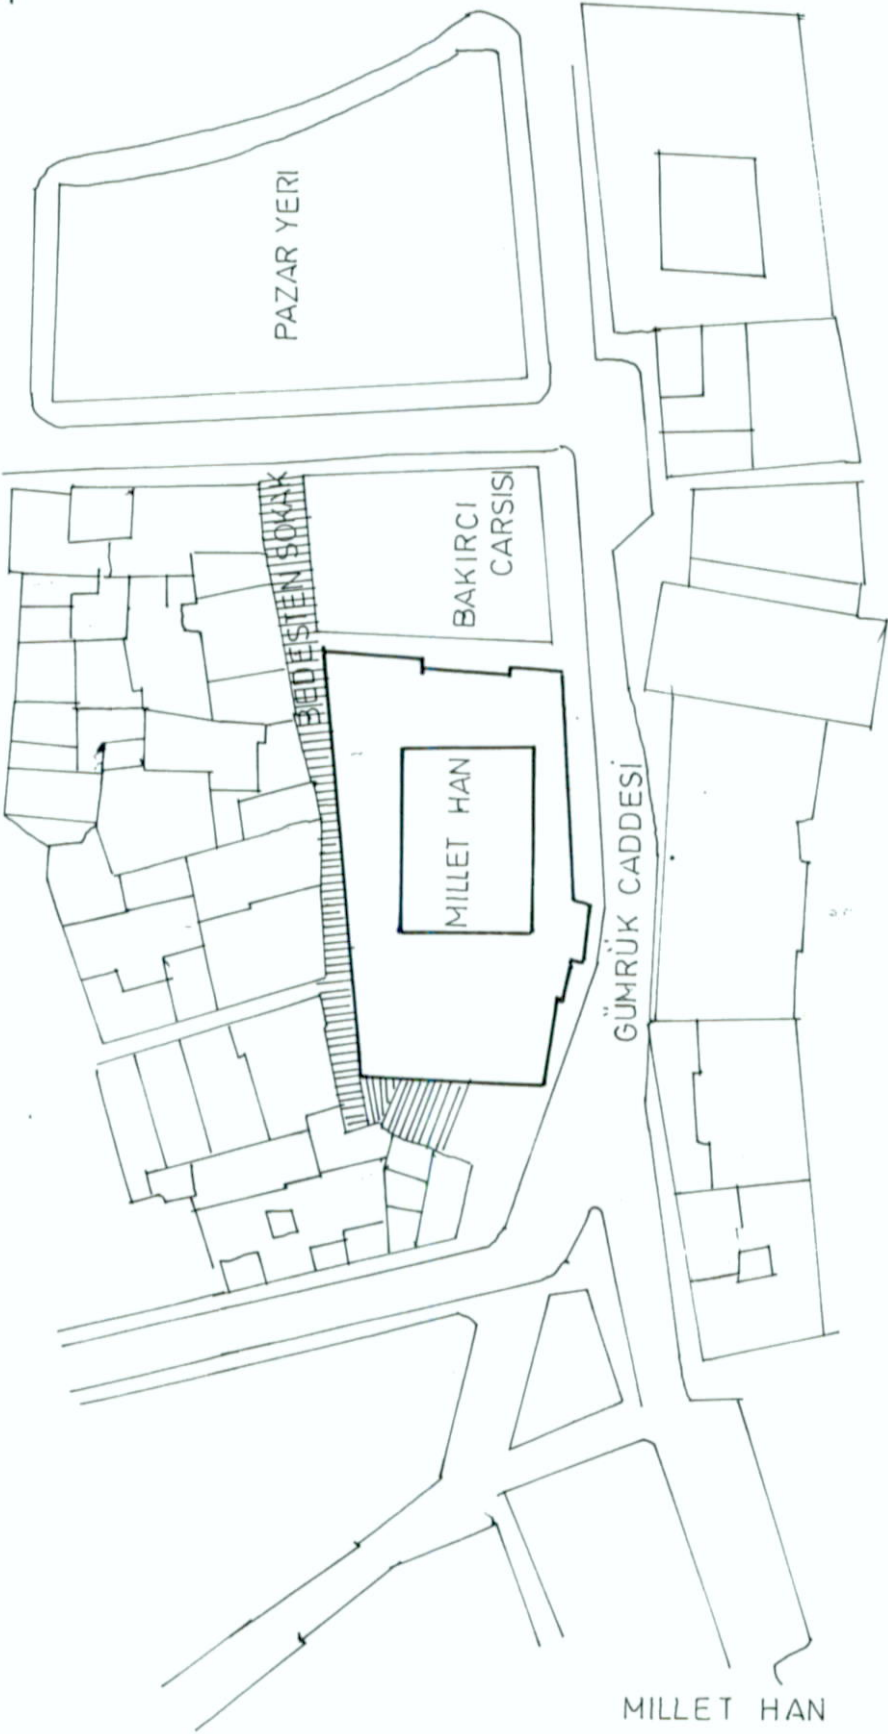 PAZAR YERI
BEDESTEN SOKAK
BAKIRCI
CARSISI
MILLET HAN
GÜMRÜK CADDESİ
MILLET HAN